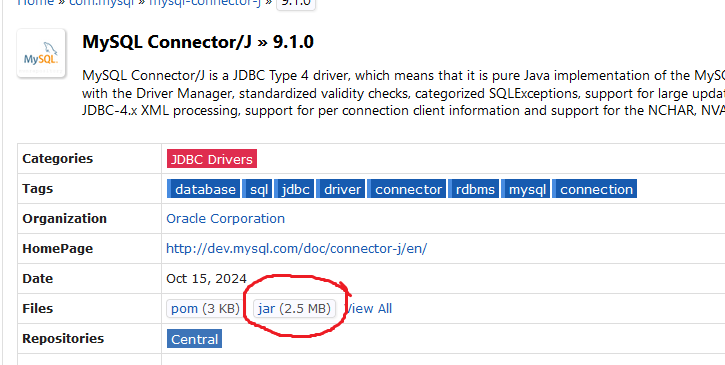 Home » com.mysql » mysql-connector-j » 9.1.0
MySQL
MySQL Connector/J » 9.1.0
MySQL Connector/J is a JDBC Type 4 driver, which means that it is pure Java implementation of the MyS
with the Driver Manager, standardized validity checks, categorized SQLExceptions, support for large upda
JDBC-4.x XML processing, support for per connection client information and support for the NCHAR, NVA
Categories JDBC Drivers
Tags database sql jdbc driver connector rdbms mysql connection
Organization Oracle Corporation
HomePage http://dev.mysql.com/doc/connector-j/en/
Date Oct 15, 2024
Files pom (3 KB) jar (2.5 MB) View All
Repositories Central